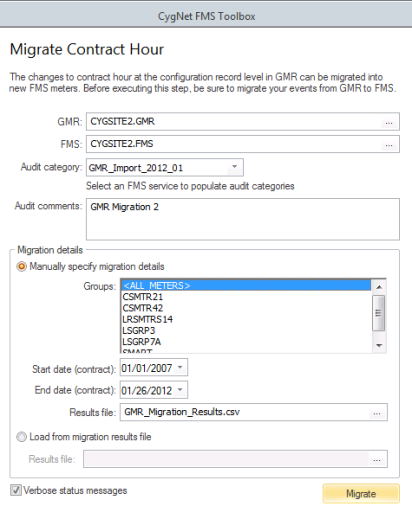 CygNet FMS Toolbox
Migrate Contract Hour
The changes to contract hour at the configuration record level in GMR can be migrated into
new FMS meters. Before executing this step, be sure to migrate your events from GMR to FMS.
GMR: CYGSITE2.GMR ...
FMS: CYGSITE2.FMS ...
Audit category: GMR_Import_2012_01
Select an FMS service to populate audit categories
Audit comments: GMR Migration 2
Migration details
Manually specify migration details
Groups: <ALL_METERS>
CSMTR21
CSMTR42
LRSMTRS14
LSGRP3
LSGRP7A
SMART
Start date (contract): 01/01/2007
End date (contract): 01/26/2012
Results file: GMR_Migration_Results.csv ...
Load from migration results file
Results file: ...
Verbose status messages
Migrate